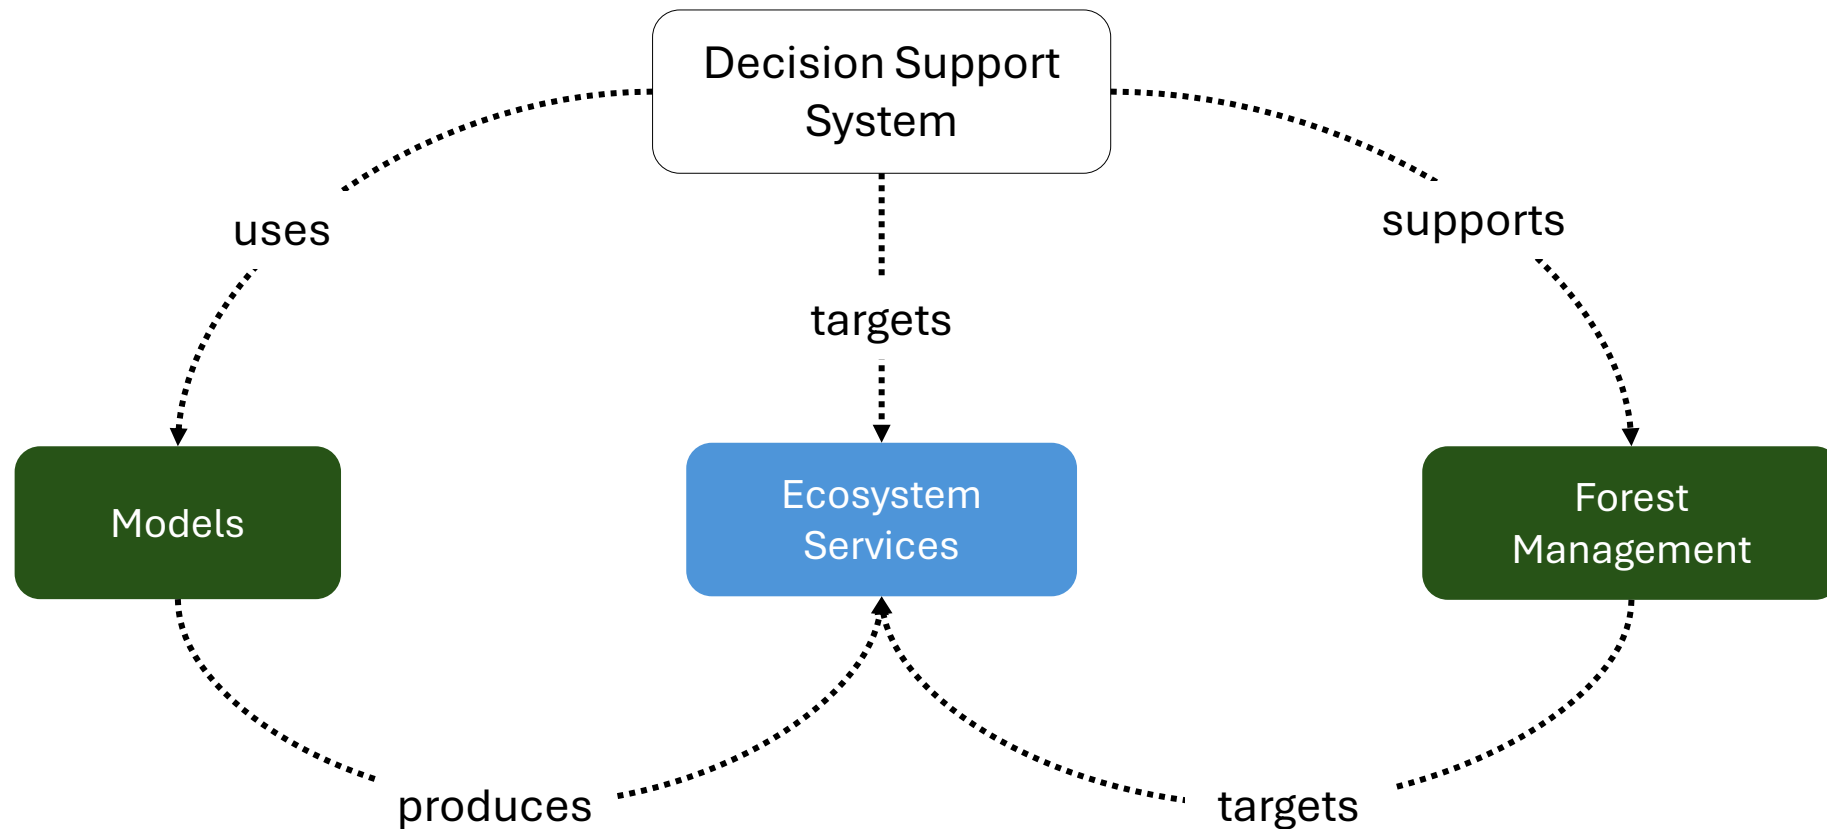 Decision Support
System
uses
supports
targets
Models
Ecosystem
Services
Forest
Management
produces
targets